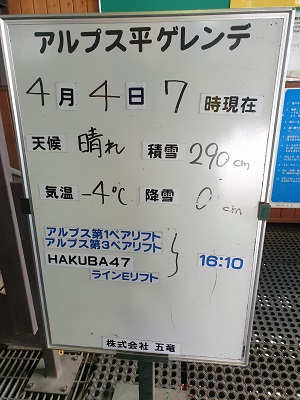 アルプス平ゲレンデ
4月4日7時現在
天候 晴れ 積雪 290cm
気温 -4℃ 降雪 0cm
アルプス第1ペアリフト
アルプス第3ペアリフト
HAKUBA47
ラインEリフト
16:10
株式会社 五竜